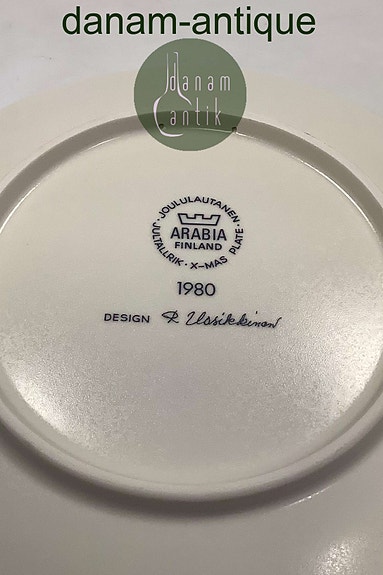 danam-antique
danam
antik
JOULULAUTANEN · X-MAS PLATE · JULTALLRIK ·
ARABIA
FINLAND
1980
DESIGN R Uosikkinen